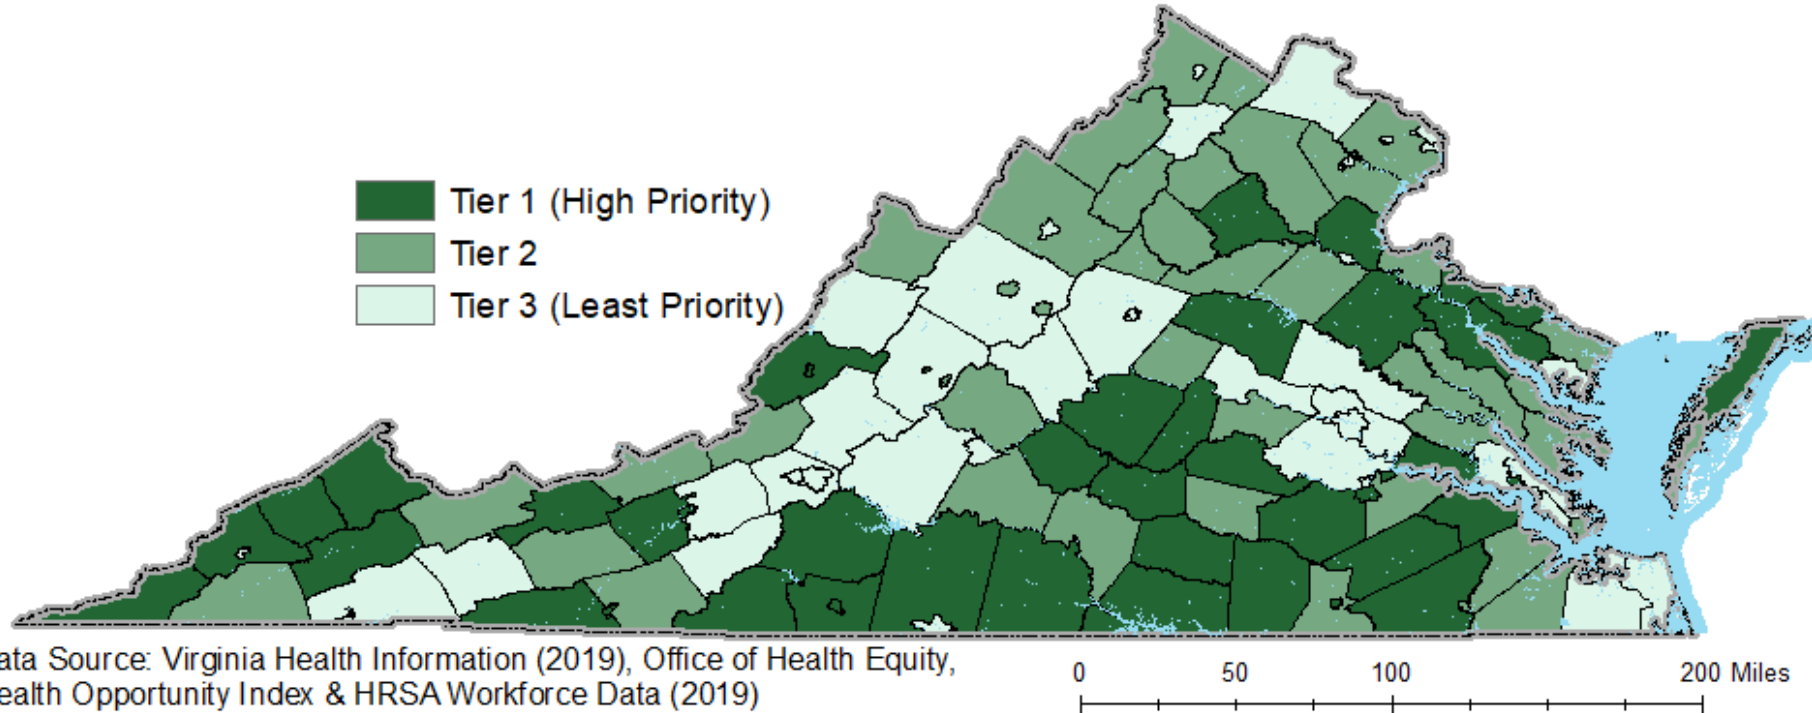 Tier 1 (High Priority)
Tier 2
Tier 3 (Least Priority)
ata Source: Virginia Health Information (2019), Office of Health Equity,
ealth Opportunity Index & HRSA Workforce Data (2019)
0 50 100 200 Miles